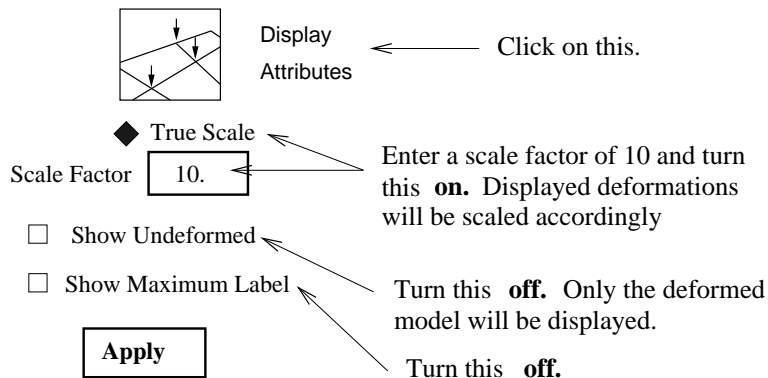 Display
Attributes
Click on this.
True Scale
Scale Factor 10.
Enter a scale factor of 10 and turn
this on. Displayed deformations
will be scaled accordingly
Show Undeformed
Show Maximum Label
Turn this off. Only the deformed
model will be displayed.
Apply
Turn this off.